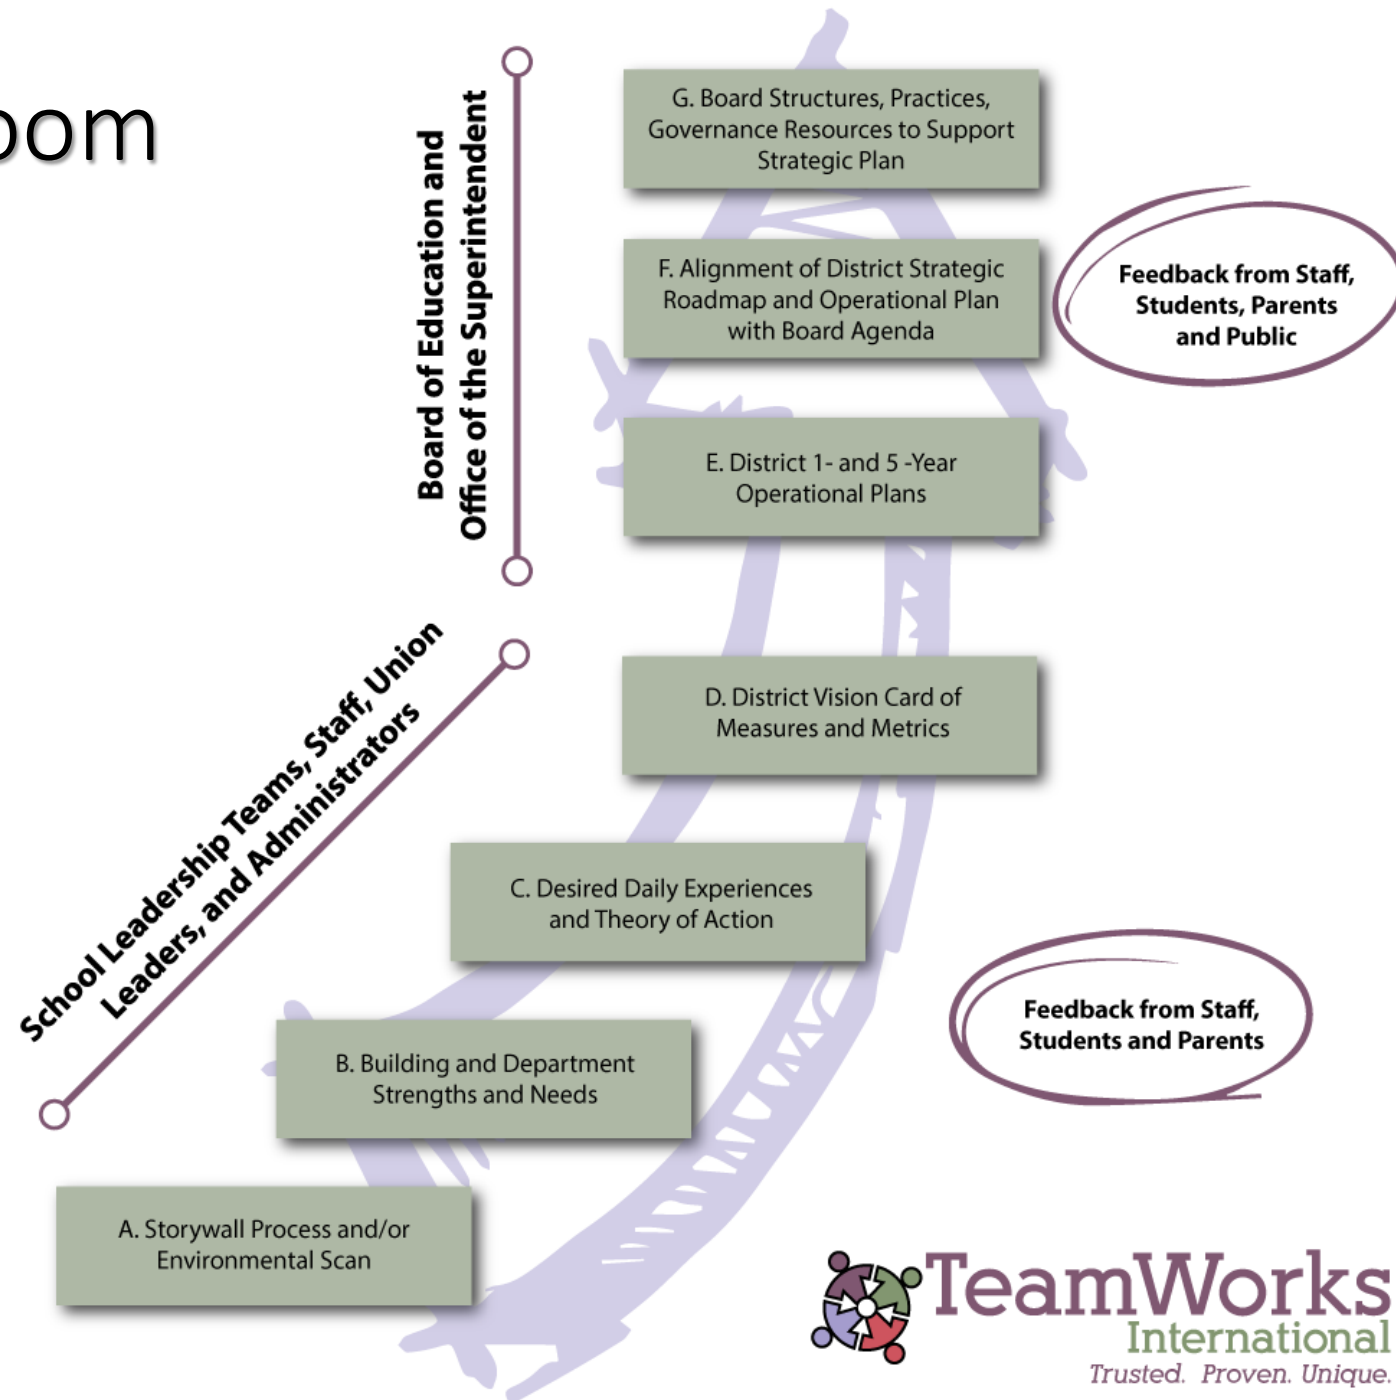 G. Board Structures, Practices,
Governance Resources to Support
Strategic Plan
Board of Education and
Office of the Superintendent
F. Alignment of District Strategic
Roadmap and Operational Plan
with Board Agenda
Feedback from Staff,
Students, Parents
and Public
E. District 1- and 5 -Year
Operational Plans
School Leadership Teams, Staff, Union
Leaders, and Administrators
D. District Vision Card of
Measures and Metrics
C. Desired Daily Experiences
and Theory of Action
Feedback from Staff,
Students and Parents
B. Building and Department
Strengths and Needs
A. Storywall Process and/or
Environmental Scan
TeamWorks
International
Trusted. Proven. Unique.